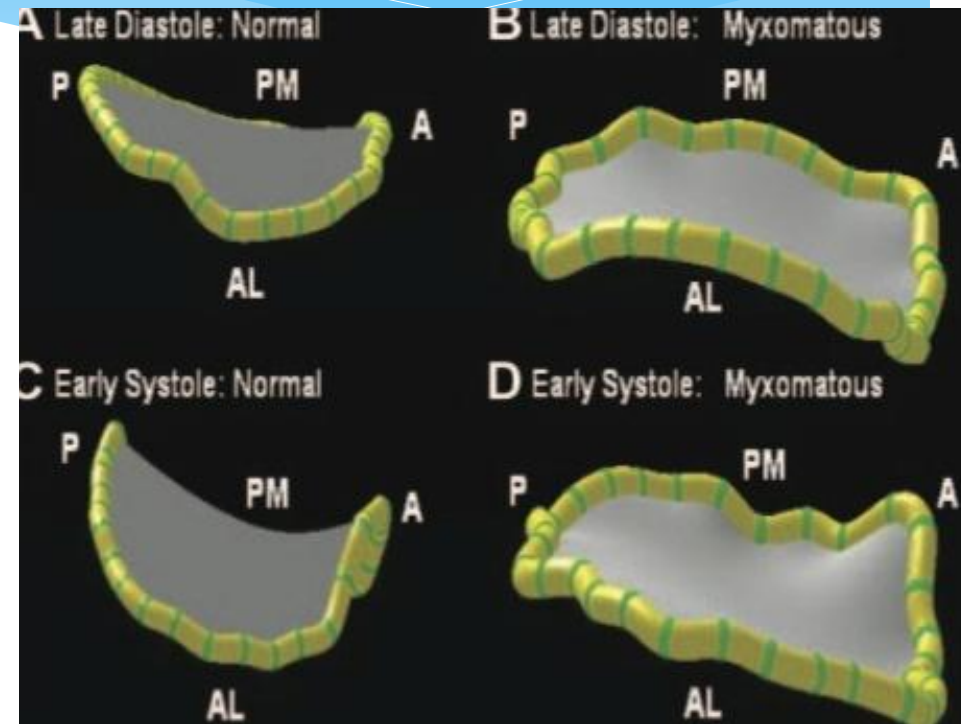 A Late Diastole: Normal
P
PM
A
AL
B Late Diastole: Myxomatous
PM
P
A
AL
C Early Systole: Normal
P
PM
A
AL
D Early Systole: Myxomatous
PM
P
A
AL